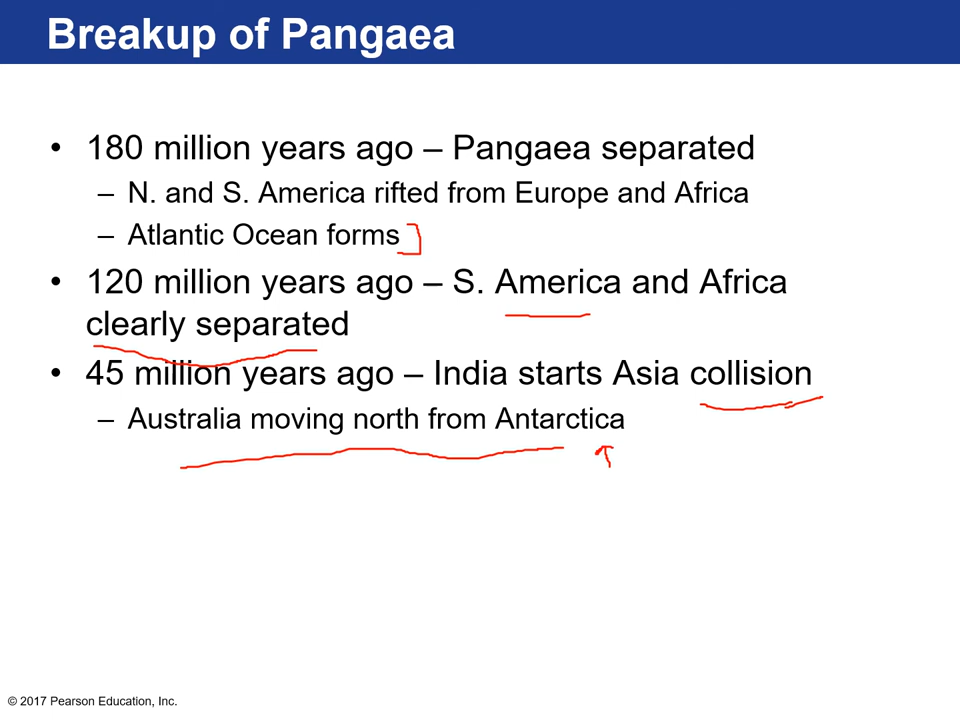 Breakup of Pangaea
• 180 million years ago – Pangaea separated
– N. and S. America rifted from Europe and Africa
– Atlantic Ocean forms
• 120 million years ago – S. America and Africa
clearly separated
• 45 million years ago – India starts Asia collision
– Australia moving north from Antarctica
© 2017 Pearson Education, Inc.